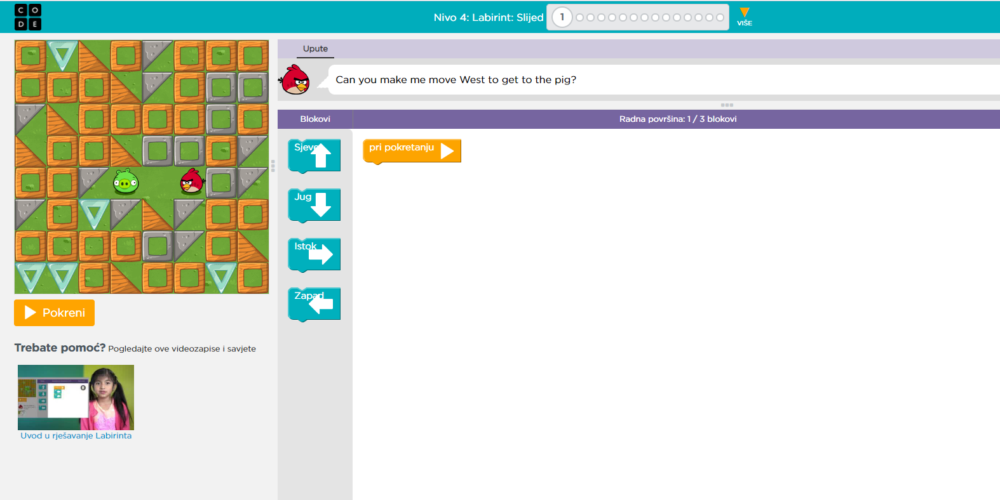 C O
D E
Nivo 4: Labirint: Slijed
1
VIŠE
Upute
Can you make me move West to get to the pig?
Blokovi
Radna površina: 1 / 3 blokovi
pri pokretanju
Jug
Istok
Zapad
Pokreni
Trebate pomoć? Pogledajte ove videozapise i savjete
Uvod u rješavanje Labirinta